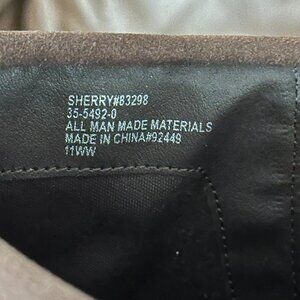 SHERRY#83298
35-5492-0
ALL MAN MADE MATERIALS
MADE IN CHINA#92449
11WW